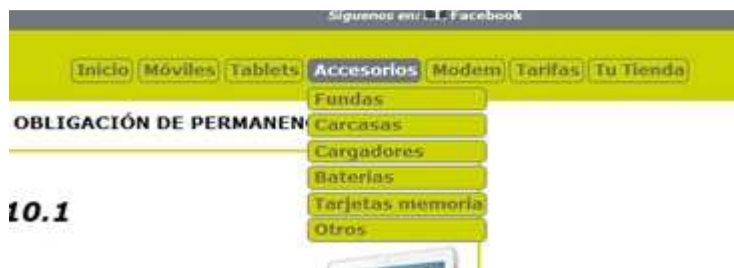 Síguenos en: Facebook
Inicio Móviles Tablets Accesorios Modem Tarifas Tu Tienda
Fundas
OBLIGACIÓN DE PERMANEN
Carcasas
Cargadores
Baterias
10.1
Tarjetas memoria
Otros